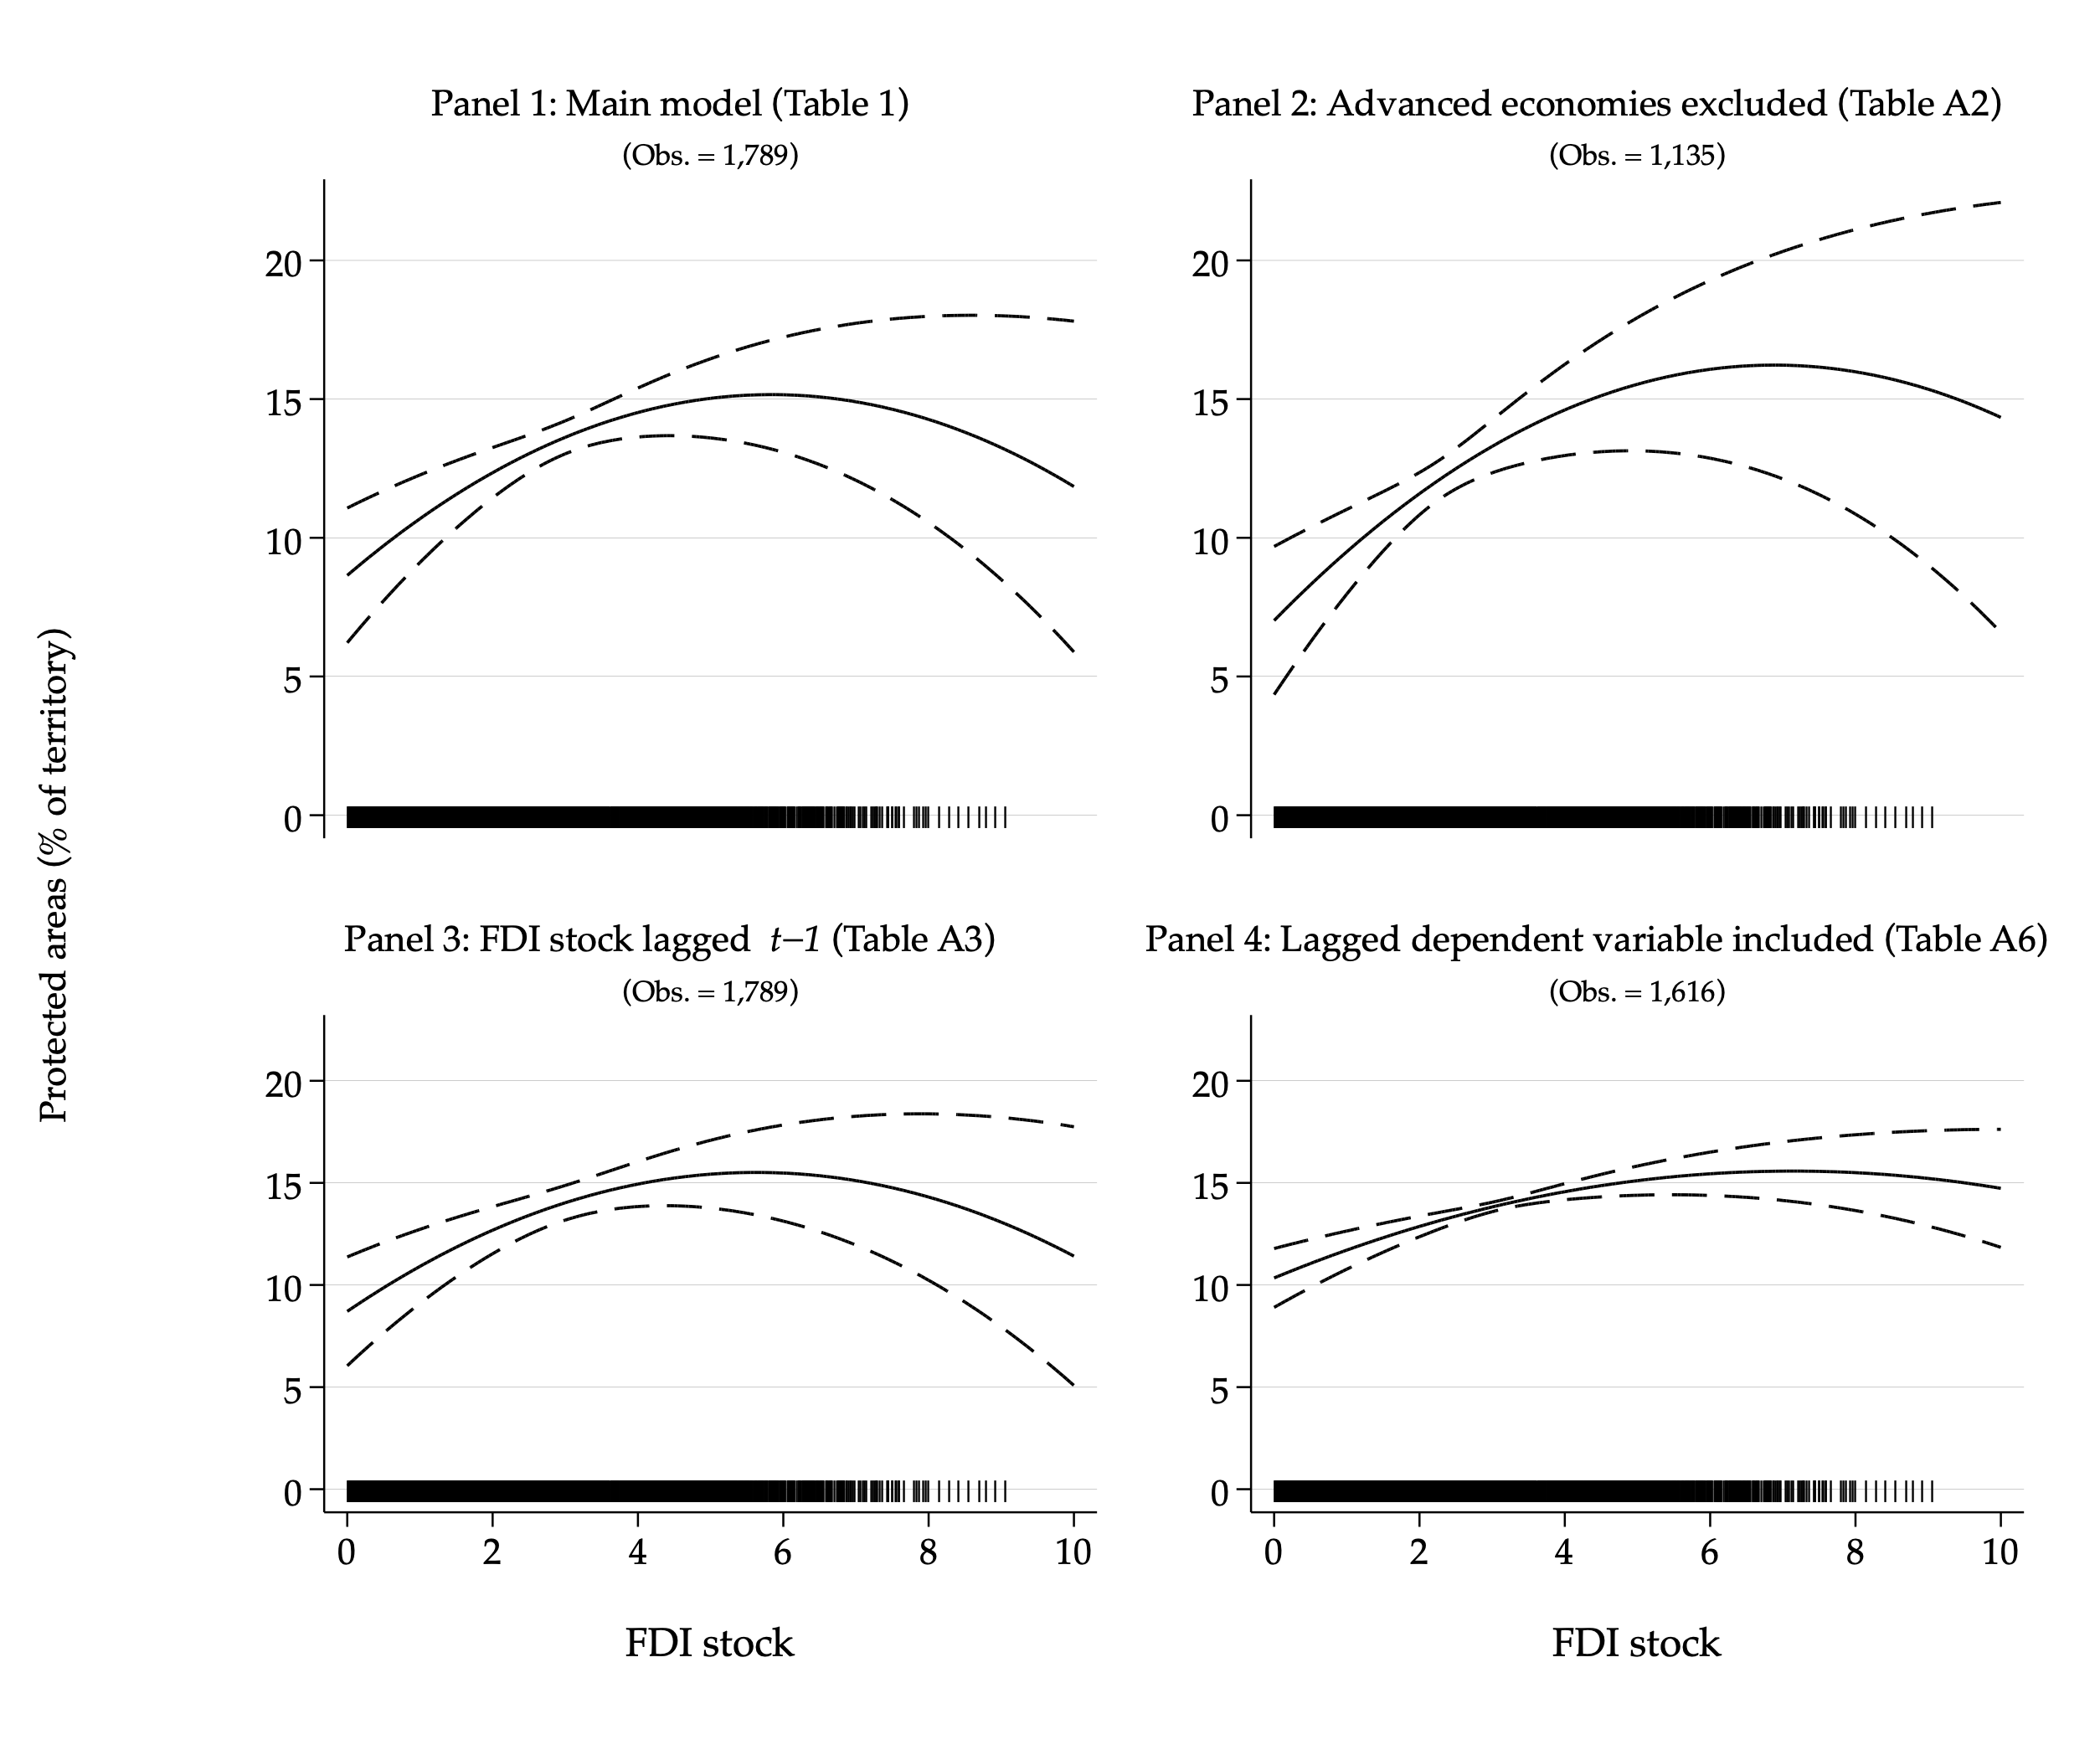 Panel 1: Main model (Table 1)
(Obs. = 1,789)
20
15
10
5
0
Panel 2: Advanced economies excluded (Table A2)
(Obs. = 1,135)
20
15
10
5
0
Protected areas (% of territory)
Panel 3: FDI stock lagged t–1 (Table A3)
(Obs. = 1,789)
20
15
10
5
0
0 2 4 6 8 10
FDI stock
Panel 4: Lagged dependent variable included (Table A6)
(Obs. = 1,616)
20
15
10
5
0
0 2 4 6 8 10
FDI stock